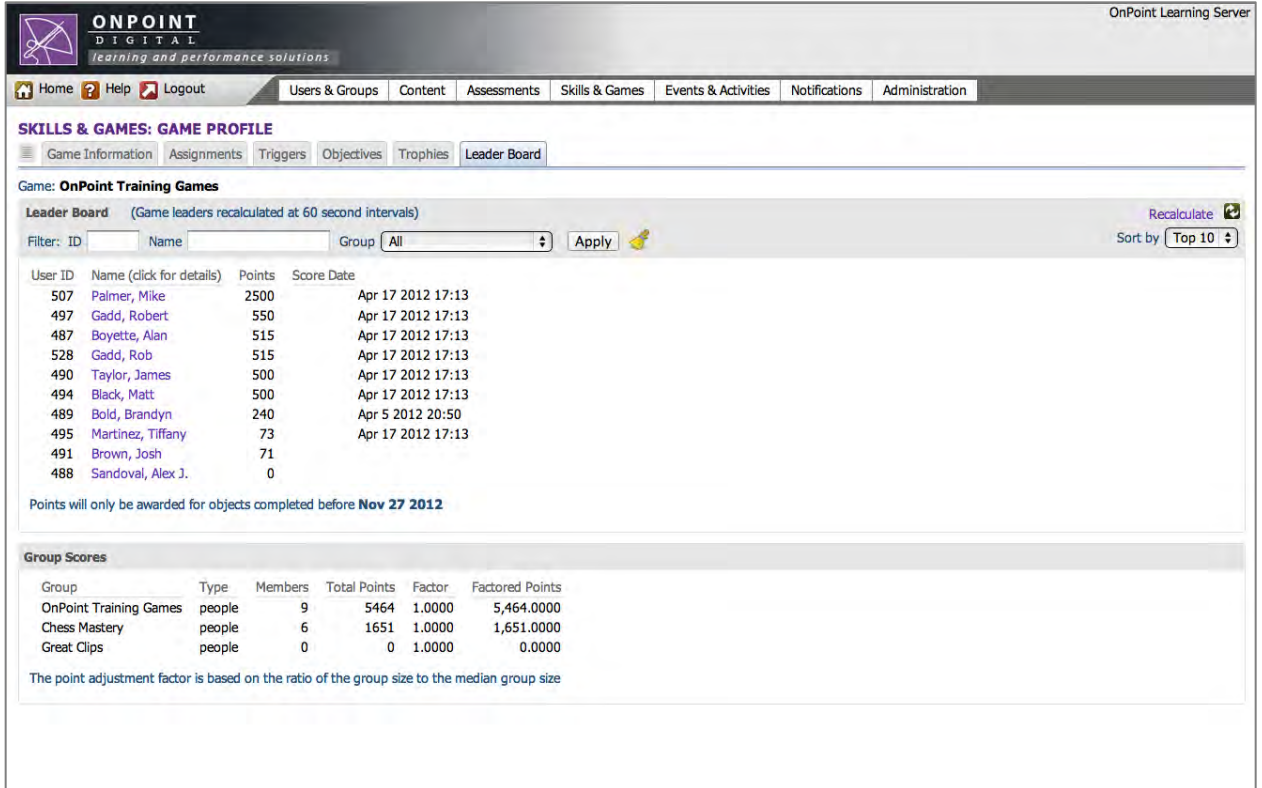 OnPoint Learning Server
ONPOINT
DIGITAL
learning and performance solutions
Home Help Logout Users & Groups Content Assessments Skills & Games Events & Activities Notifications Administration
SKILLS & GAMES: GAME PROFILE
Game Information Assignments Triggers Objectives Trophies Leader Board
Game: OnPoint Training Games
Leader Board (Game leaders recalculated at 60 second intervals) Recalculate
Filter: ID Name Group All Apply Sort by Top 10
User ID Name (click for details) Points Score Date
507 Palmer, Mike 2500 Apr 17 2012 17:13
497 Gadd, Robert 550 Apr 17 2012 17:13
487 Boyette, Alan 515 Apr 17 2012 17:13
528 Gadd, Rob 515 Apr 17 2012 17:13
490 Taylor, James 500 Apr 17 2012 17:13
494 Black, Matt 500 Apr 17 2012 17:13
489 Bold, Brandyn 240 Apr 5 2012 20:50
495 Martinez, Tiffany 73 Apr 17 2012 17:13
491 Brown, Josh 71
488 Sandoval, Alex J. 0
Points will only be awarded for objects completed before Nov 27 2012
Group Scores
Group Type Members Total Points Factor Factored Points
OnPoint Training Games people 9 5464 1.0000 5,464.0000
Chess Mastery people 6 1651 1.0000 1,651.0000
Great Clips people 0 0 1.0000 0.0000
The point adjustment factor is based on the ratio of the group size to the median group size